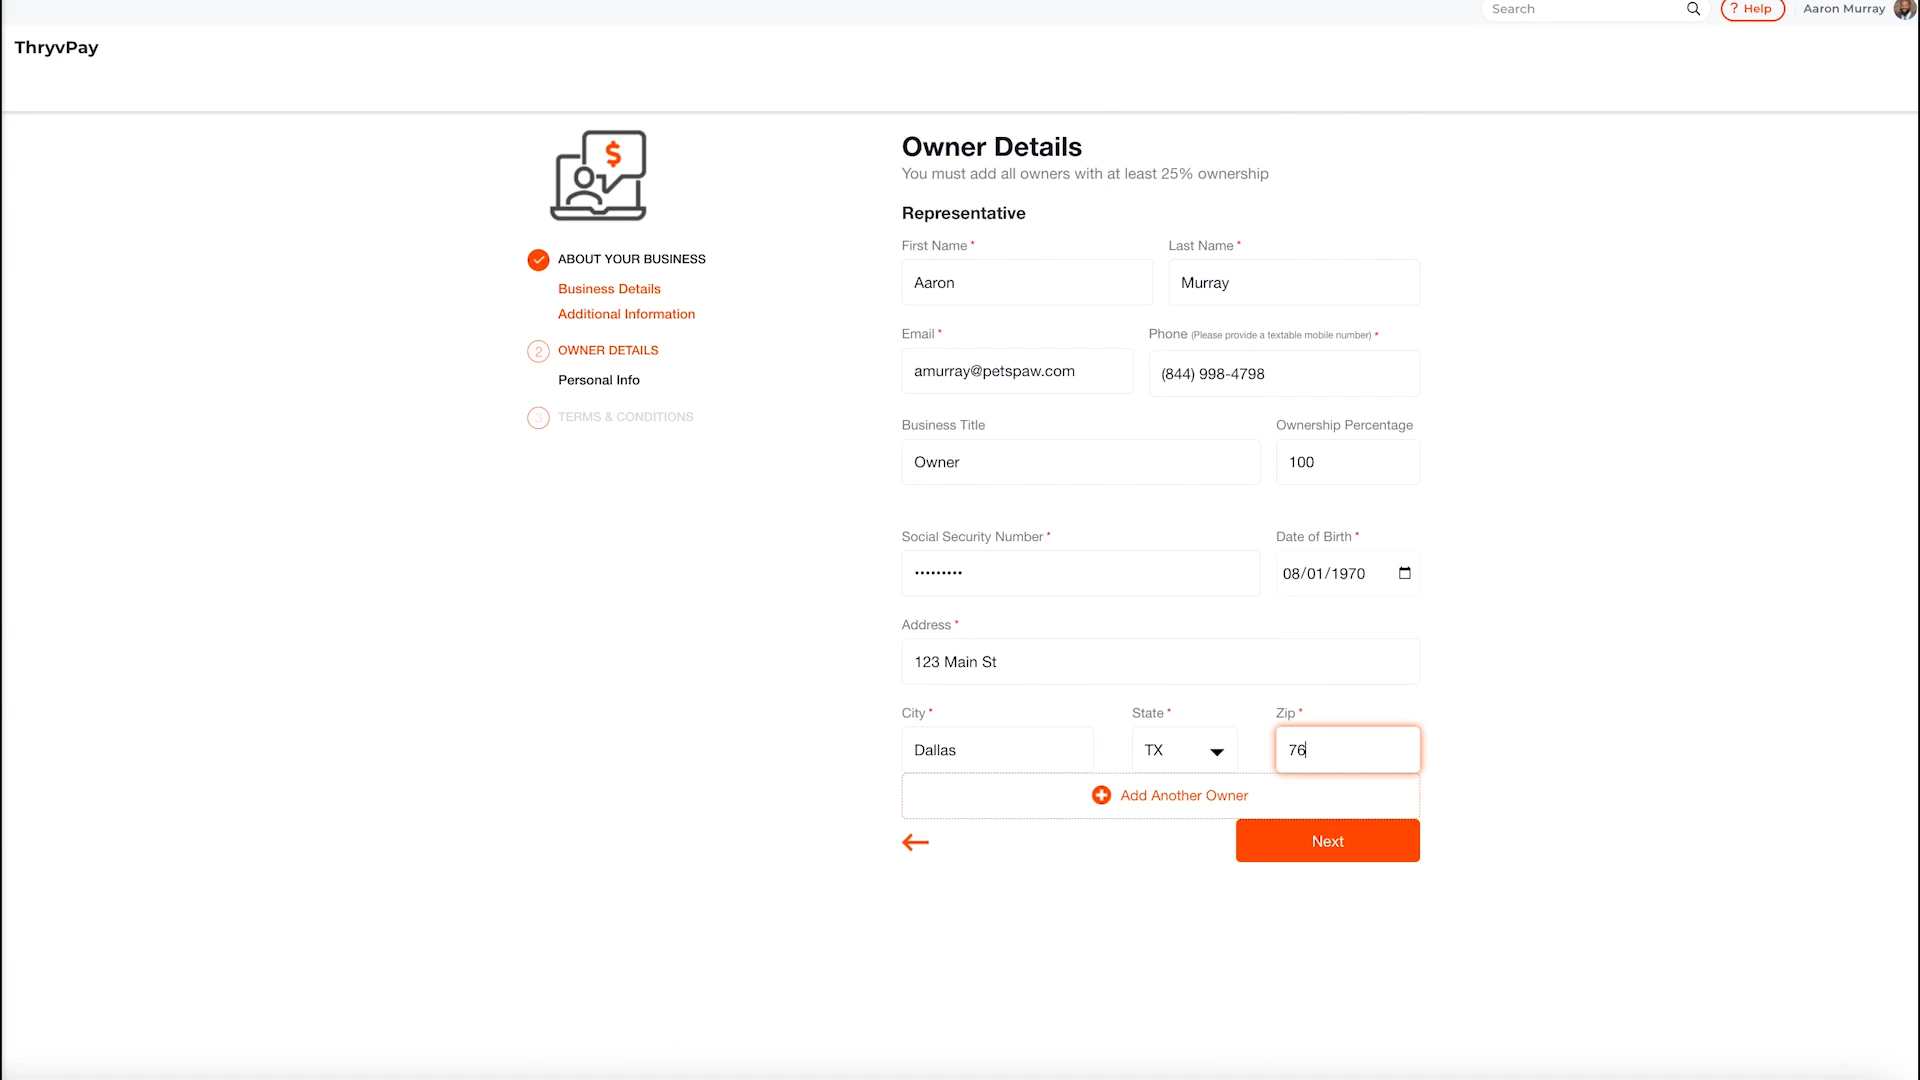 Search
? Help
Aaron Murray
ThryvPay
$
ABOUT YOUR BUSINESS
Business Details
Additional Information
2 OWNER DETAILS
Personal Info
3 TERMS & CONDITIONS
Owner Details
You must add all owners with at least 25% ownership
Representative
First Name * Last Name *
Aaron Murray
Email * Phone (Please provide a textable mobile number) *
amurray@petspaw.com (844) 998-4798
Business Title Ownership Percentage
Owner 100
Social Security Number * Date of Birth *
••••••••• 08/01/1970
Address *
123 Main St
City * State * Zip *
Dallas TX 76
Add Another Owner
Next